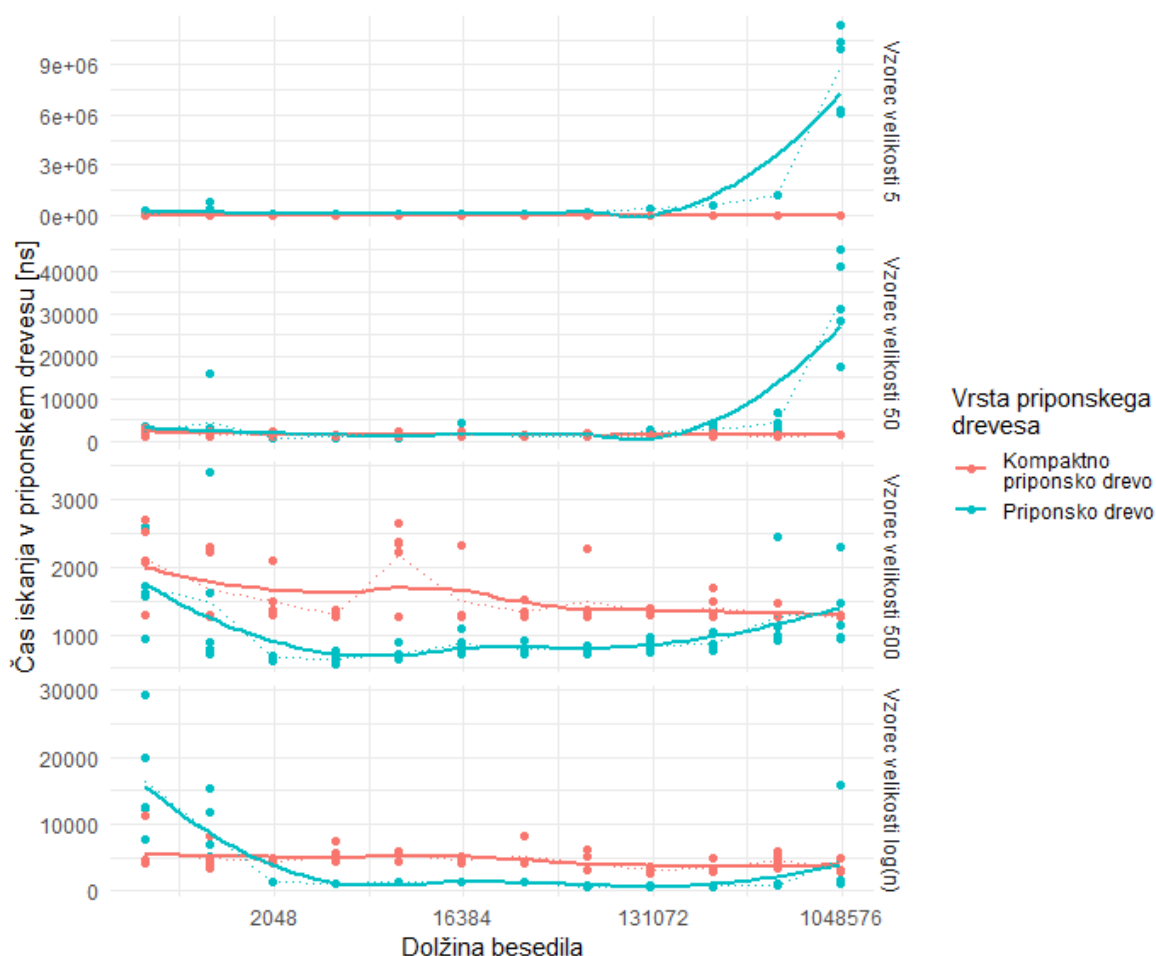 Čas iskanja v priponskem drevesu [ns]
9e+06
6e+06
3e+06
0e+00
Vzorec velikosti 5
40000
30000
20000
10000
0
Vzorec velikosti 50
3000
2000
1000
Vzorec velikosti 500
30000
20000
10000
0
Vzorec velikosti log(n)
2048
16384
131072
1048576
Dolžina besedila
Vrsta priponskega
drevesa
Kompaktno
priponsko drevo
Priponsko drevo